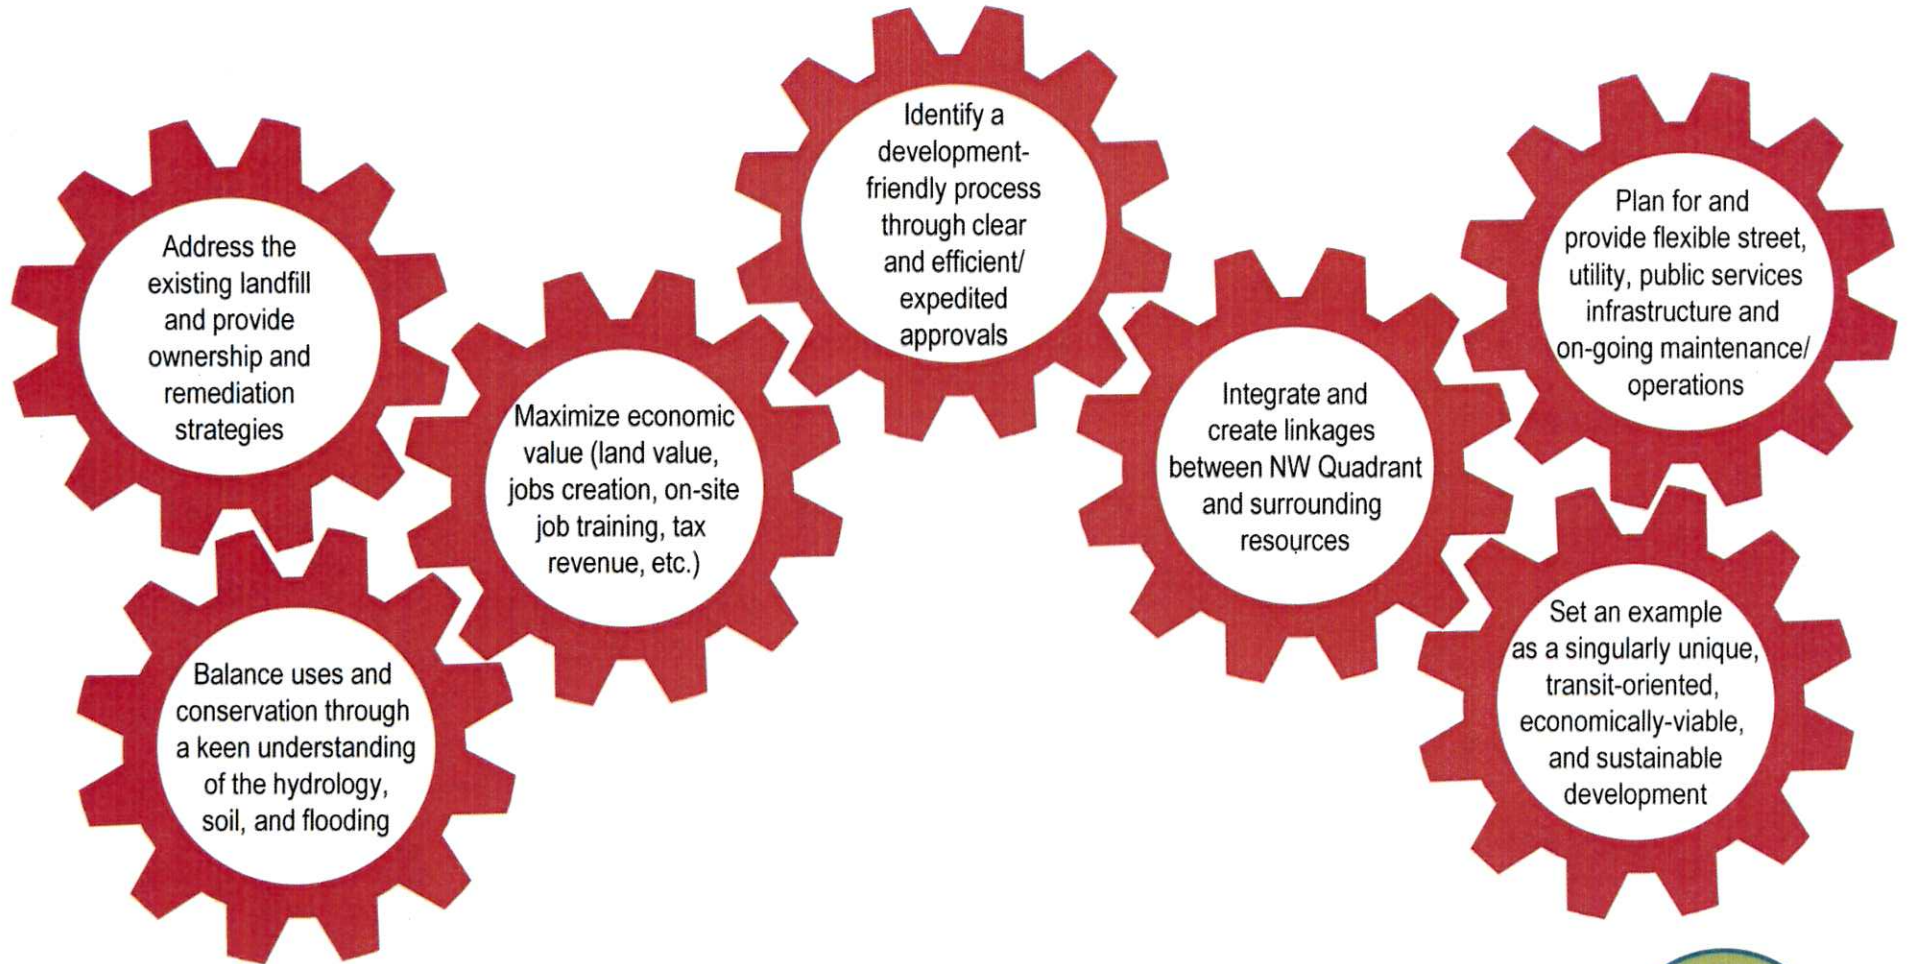 Address the
existing landfill
and provide
ownership and
remediation
strategies
Balance uses and
conservation through
a keen understanding
of the hydrology,
soil, and flooding
Maximize economic
value (land value,
jobs creation, on-site
job training, tax
revenue, etc.)
Identify a
development-
friendly process
through clear
and efficient/
expedited
approvals
Integrate and
create linkages
between NW Quadrant
and surrounding
resources
Plan for and
provide flexible street,
utility, public services
infrastructure and
on-going maintenance/
operations
Set an example
as a singularly unique,
transit-oriented,
economically-viable,
and sustainable
development